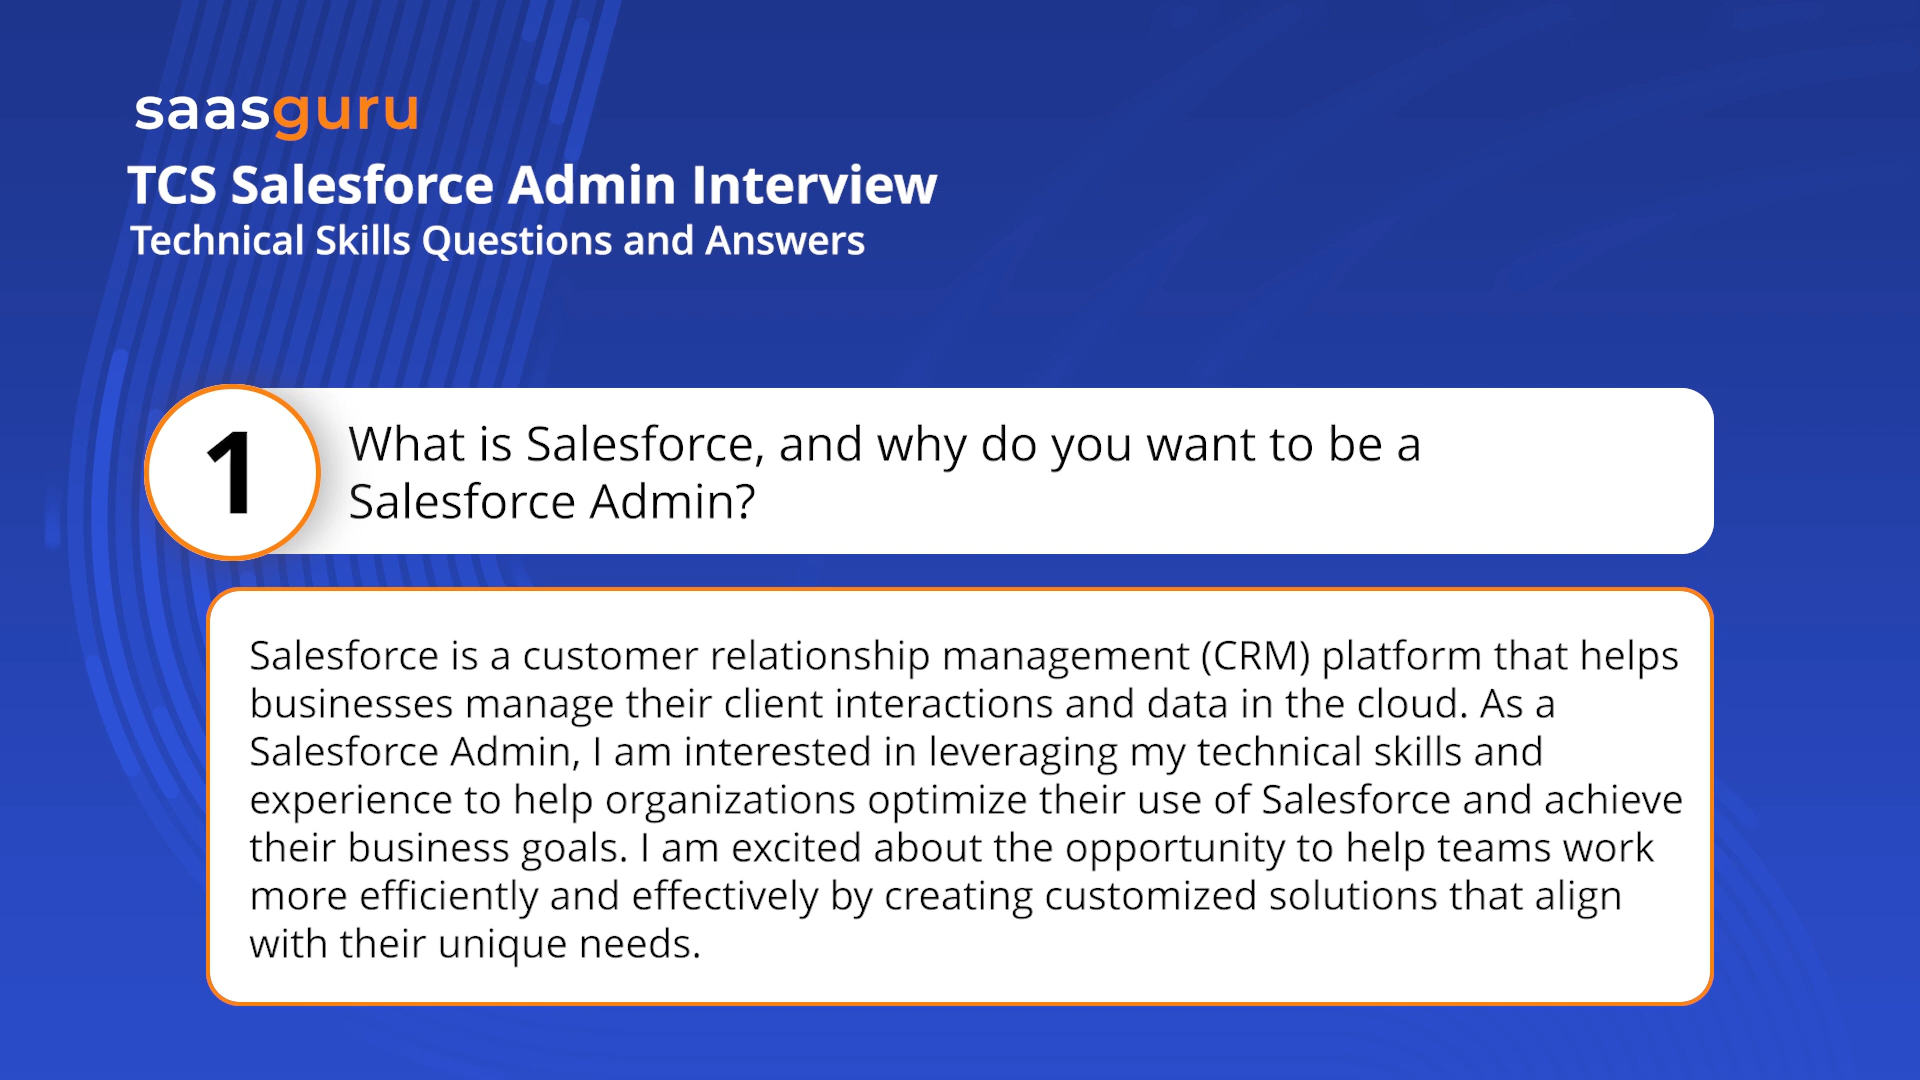 saasguru
TCS Salesforce Admin Interview
Technical Skills Questions and Answers
1
What is Salesforce, and why do you want to be a
Salesforce Admin?
Salesforce is a customer relationship management (CRM) platform that helps
businesses manage their client interactions and data in the cloud. As a
Salesforce Admin, I am interested in leveraging my technical skills and
experience to help organizations optimize their use of Salesforce and achieve
their business goals. I am excited about the opportunity to help teams work
more efficiently and effectively by creating customized solutions that align
with their unique needs.